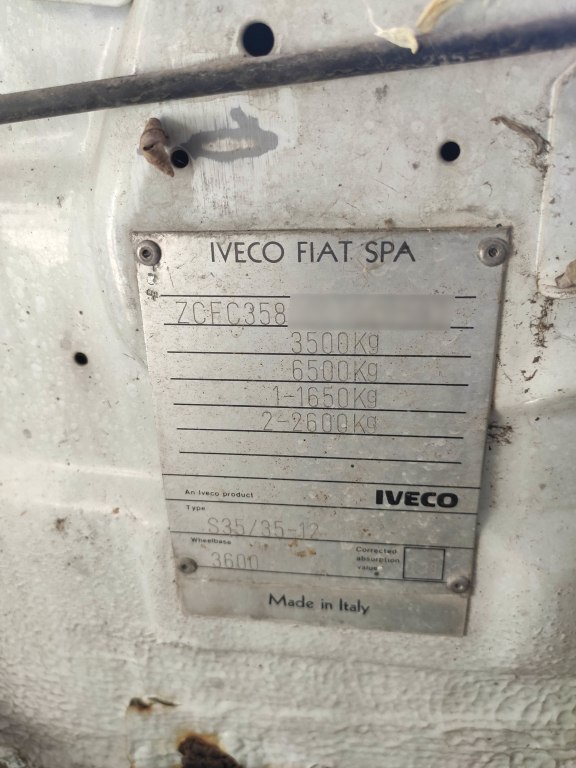 IVECO FIAT SPA
ZCFC358
3500Kg
6500Kg
1-1650Kg
2-2600Kg
An Iveco product
IVECO
Type
S35/35-12
Wheelbase
3600
Corrected
absorption
value
Made in Italy